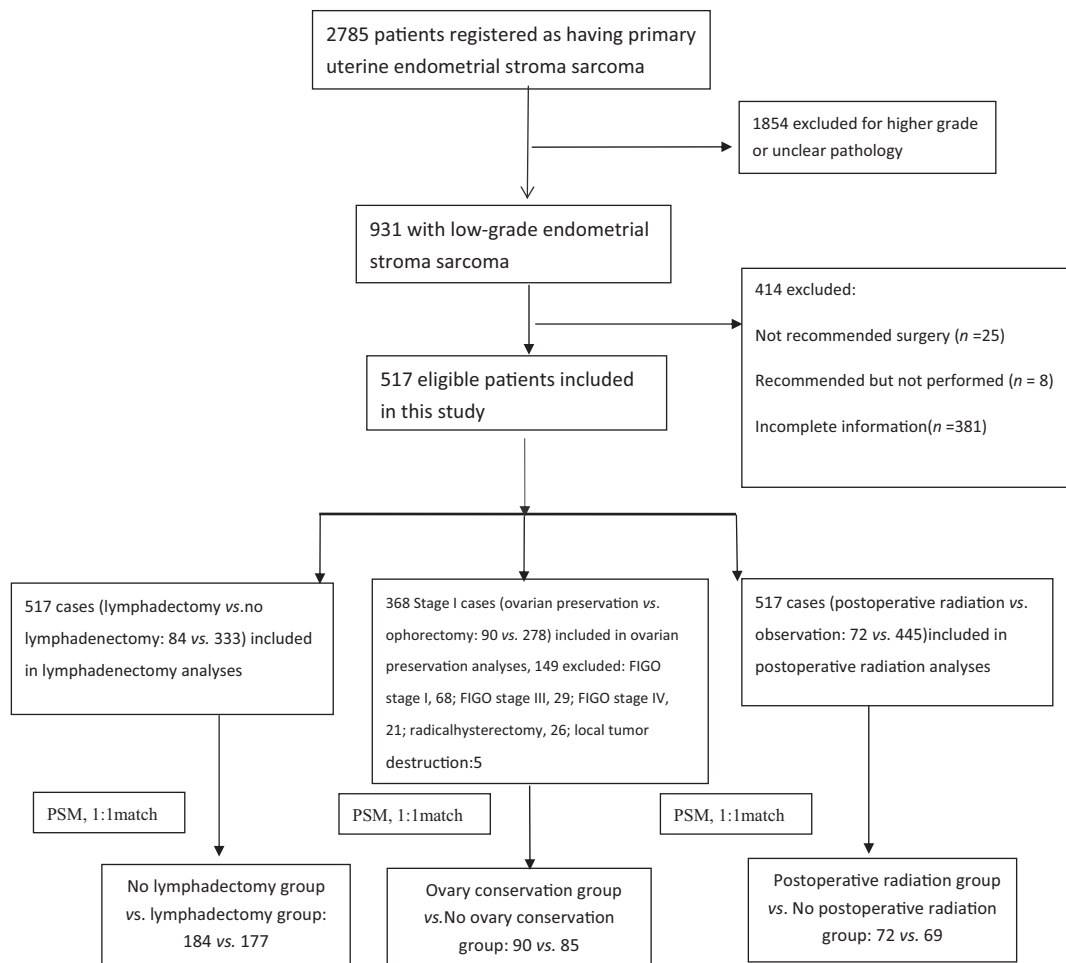 2785 patients registered as having primary
uterine endometrial stroma sarcoma
1854 excluded for higher grade
or unclear pathology
931 with low-grade endometrial
stroma sarcoma
414 excluded:
Not recommended surgery (n =25)
Recommended but not performed (n = 8)
Incomplete information(n =381)
517 eligible patients included
in this study
517 cases (lymphadectomy vs.no
lymphadenectomy: 84 vs. 333) included
in lymphadenectomy analyses
368 Stage I cases (ovarian preservation vs.
ophorectomy: 90 vs. 278) included in ovarian
preservation analyses, 149 excluded: FIGO
stage I, 68; FIGO stage III, 29; FIGO stage IV,
21; radicalhysterectomy, 26; local tumor
destruction:5
517 cases (postoperative radiation vs.
observation: 72 vs. 445)included in
postoperative radiation analyses
PSM, 1:1match
PSM, 1:1match
PSM, 1:1match
No lymphadectomy group
vs. lymphadectomy group:
184 vs. 177
Ovary conservation group
vs.No ovary conservation
group: 90 vs. 85
Postoperative radiation group
vs. No postoperative radiation
group: 72 vs. 69